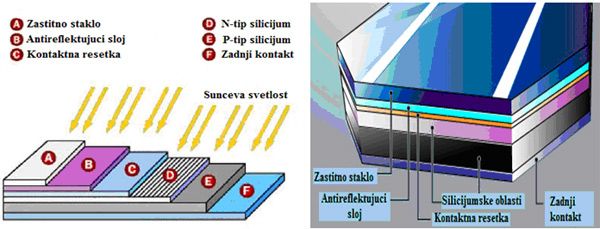 A Zastitno staklo
B Antireflektujuci sloj
C Kontaktna resetka
D N-tip silicijum
E P-tip silicijum
F Zadnji kontakt
Sunceva svetlost
A
B
C
D
E
F
Zastitno staklo
Antireflektujuci
sloj
Silicijumske oblasti
Kontaktna resetka
Zadnji
kontakt